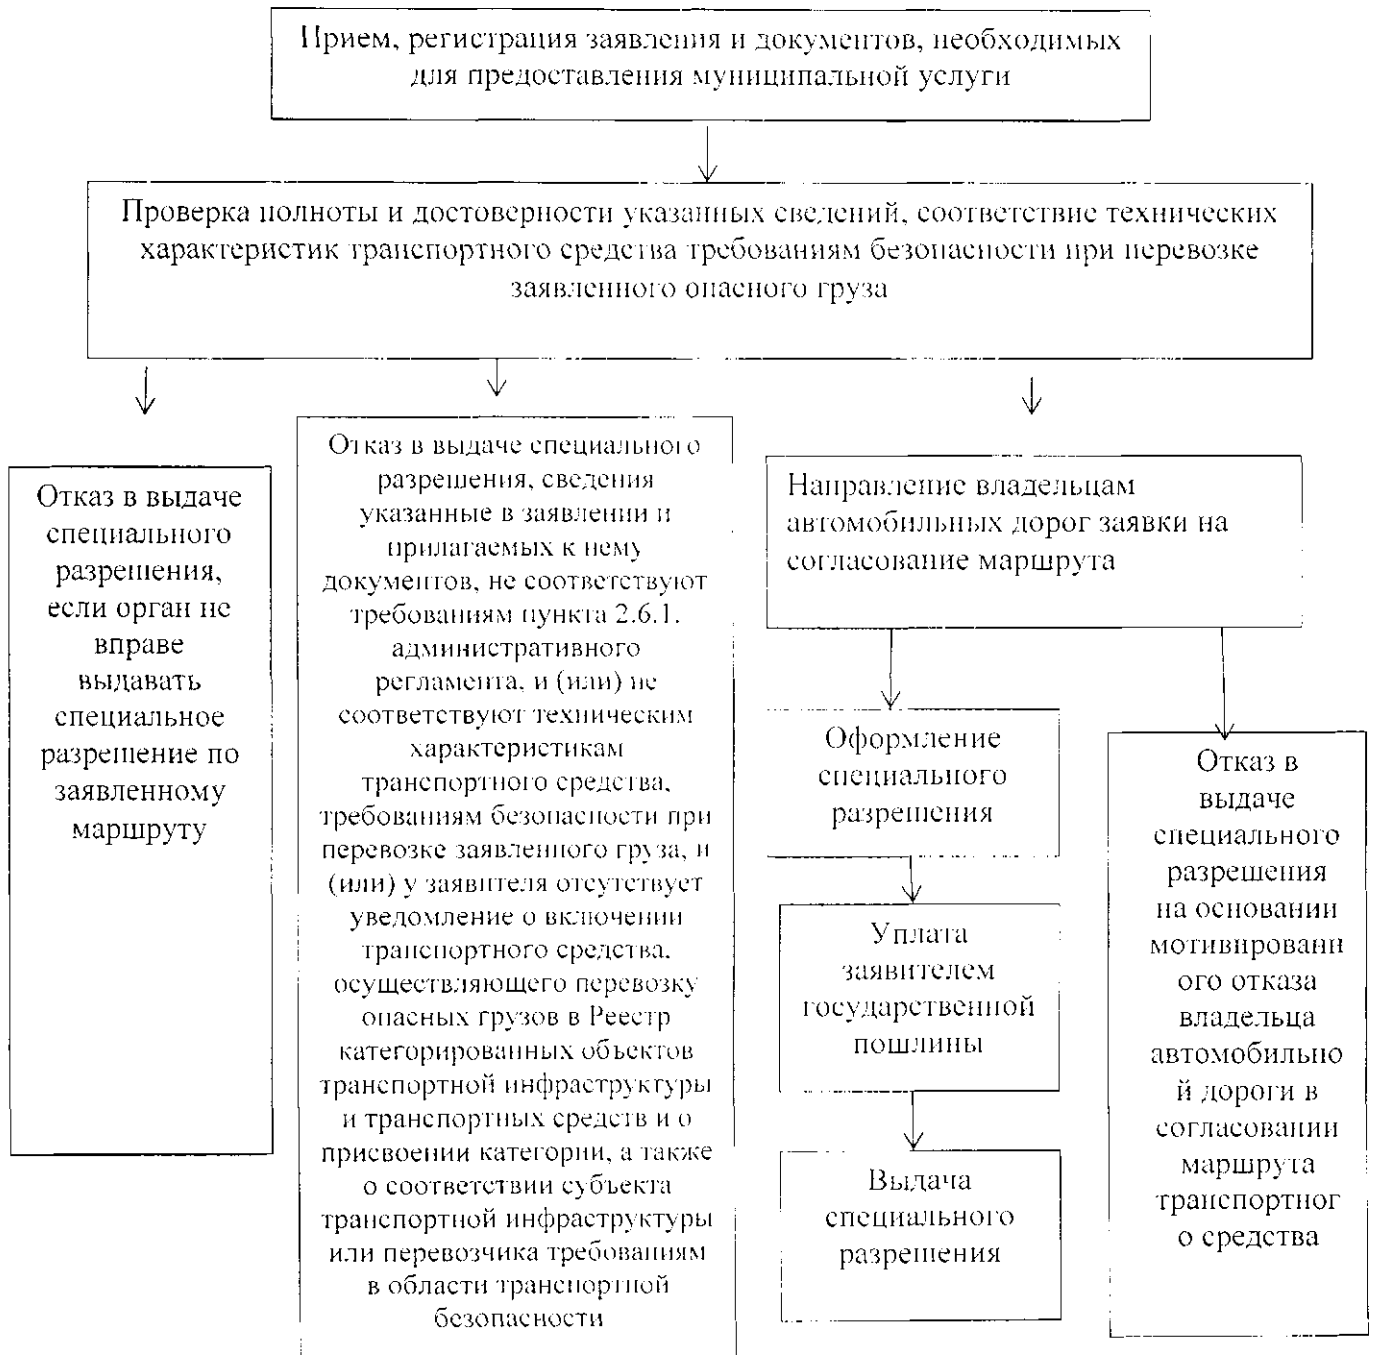 Прием, регистрация заявления и документов, необходимых
для предоставления муниципальной услуги
Проверка полноты и достоверности указанных сведений, соответствие технических
характеристик транспортного средства требованиям безопасности при перевозке
заявленного опасного груза
Отказ в выдаче
специального
разрешения,
если орган не
вправе
выдавать
специальное
разрешение по
заявленному
маршруту
Отказ в выдаче специального
разрешения, сведения
указанные в заявлении и
прилагаемых к нему
документов, не соответствуют
требованиям пункта 2.6.1.
административного
регламента, и (или) не
соответствуют техническим
характеристикам
транспортного средства,
требованиям безопасности при
перевозке заявленного груза, и
(или) у заявителя отсутствует
уведомление о включении
транспортного средства,
осуществляющего перевозку
опасных грузов в Реестр
категорированных объектов
транспортной инфраструктуры
и транспортных средств и о
присвоении категории, а также
о соответствии субъекта
транспортной инфраструктуры
или перевозчика требованиям
в области транспортной
безопасности
Направление владельцам
автомобильных дорог заявки на
согласование маршрута
Оформление
специального
разрешения
Уплата
заявителем
государственной
пошлины
Выдача
специального
разрешения
Отказ в
выдаче
специального
разрешения
на основании
мотивированн
ого отказа
владельца
автомобильно
й дороги в
согласовании
маршрута
транспортног
о средства